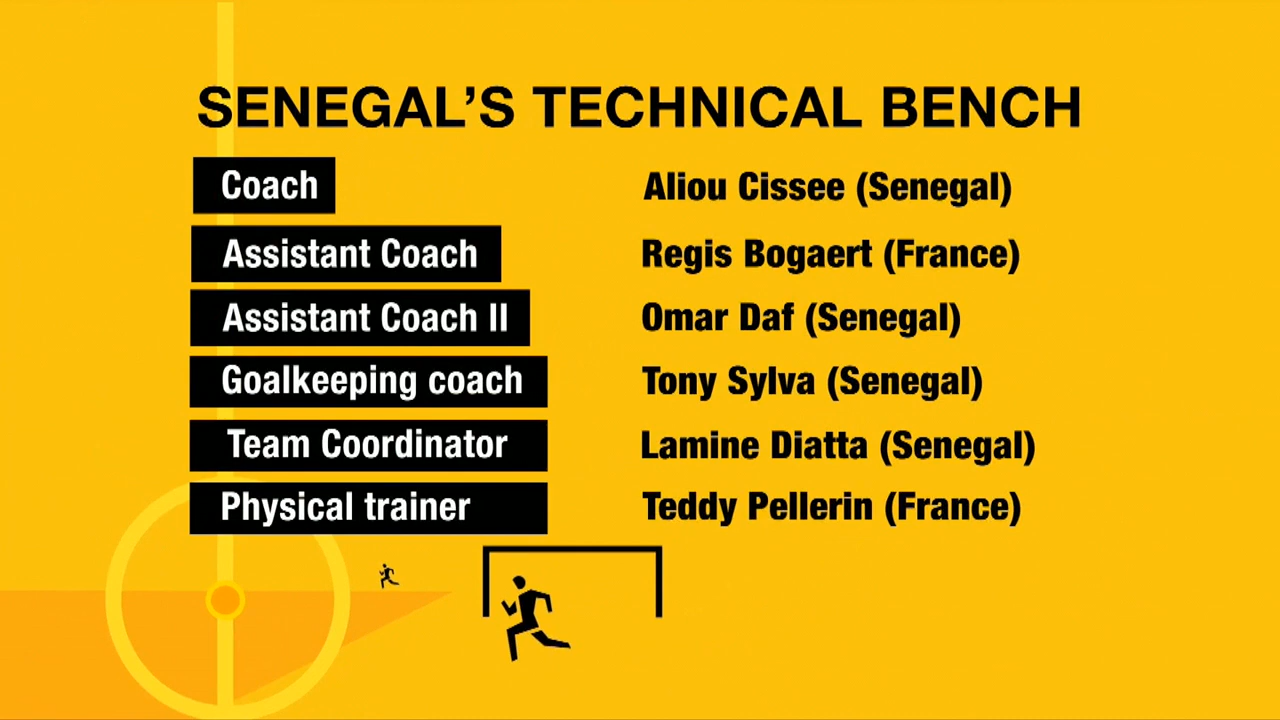 SENEGAL'S TECHNICAL BENCH
Coach Aliou Cissee (Senegal)
Assistant Coach Regis Bogaert (France)
Assistant Coach II Omar Daf (Senegal)
Goalkeeping coach Tony Sylva (Senegal)
Team Coordinator Lamine Diatta (Senegal)
Physical trainer Teddy Pellerin (France)